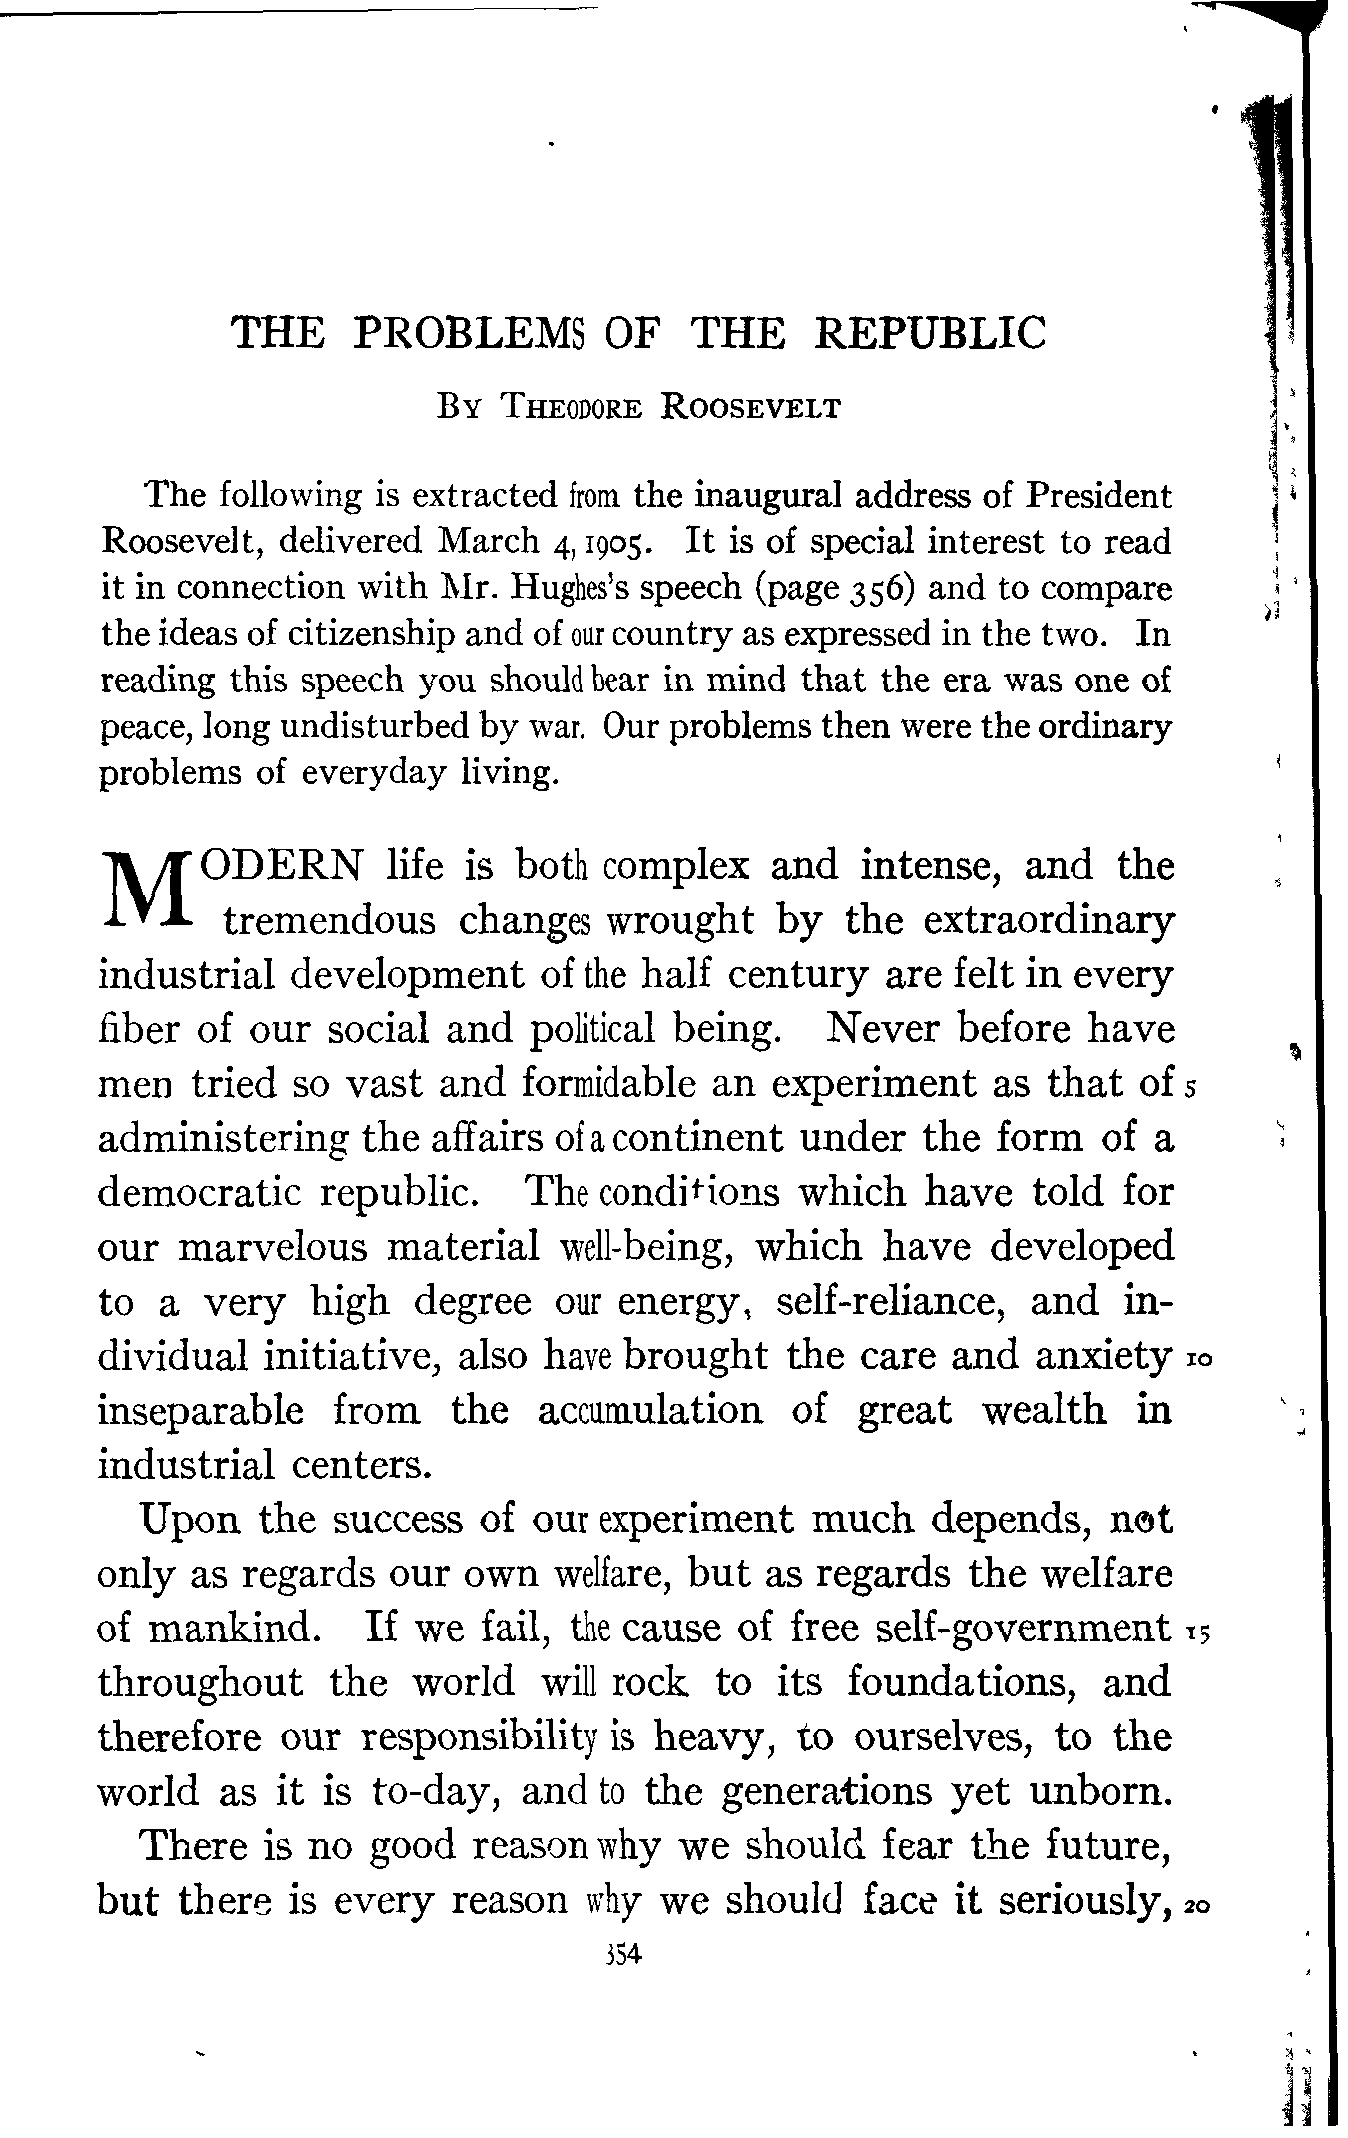 THE PROBLEMS OF THE REPUBLIC
BY THEODORE ROOSEVELT
The following is extracted from the inaugural address of President
Roosevelt, delivered March 4, 1905. It is of special interest to read
it in connection with Mr. Hughes's speech (page 356) and to compare
the ideas of citizenship and of our country as expressed in the two. In
reading this speech you should bear in mind that the era was one of
peace, long undisturbed by war. Our problems then were the ordinary
problems of everyday living.
MODERN life is both complex and intense, and the
tremendous changes wrought by the extraordinary
industrial development of the half century are felt in every
fiber of our social and political being. Never before have
men tried so vast and formidable an experiment as that of 5
administering the affairs of a continent under the form of a
democratic republic. The conditions which have told for
our marvelous material well-being, which have developed
to a very high degree our energy, self-reliance, and in-
dividual initiative, also have brought the care and anxiety 10
inseparable from the accumulation of great wealth in
industrial centers.
Upon the success of our experiment much depends, not
only as regards our own welfare, but as regards the welfare
of mankind. If we fail, the cause of free self-government 15
throughout the world will rock to its foundations, and
therefore our responsibility is heavy, to ourselves, to the
world as it is to-day, and to the generations yet unborn.
There is no good reason why we should fear the future,
but there is every reason why we should face it seriously, 20
354